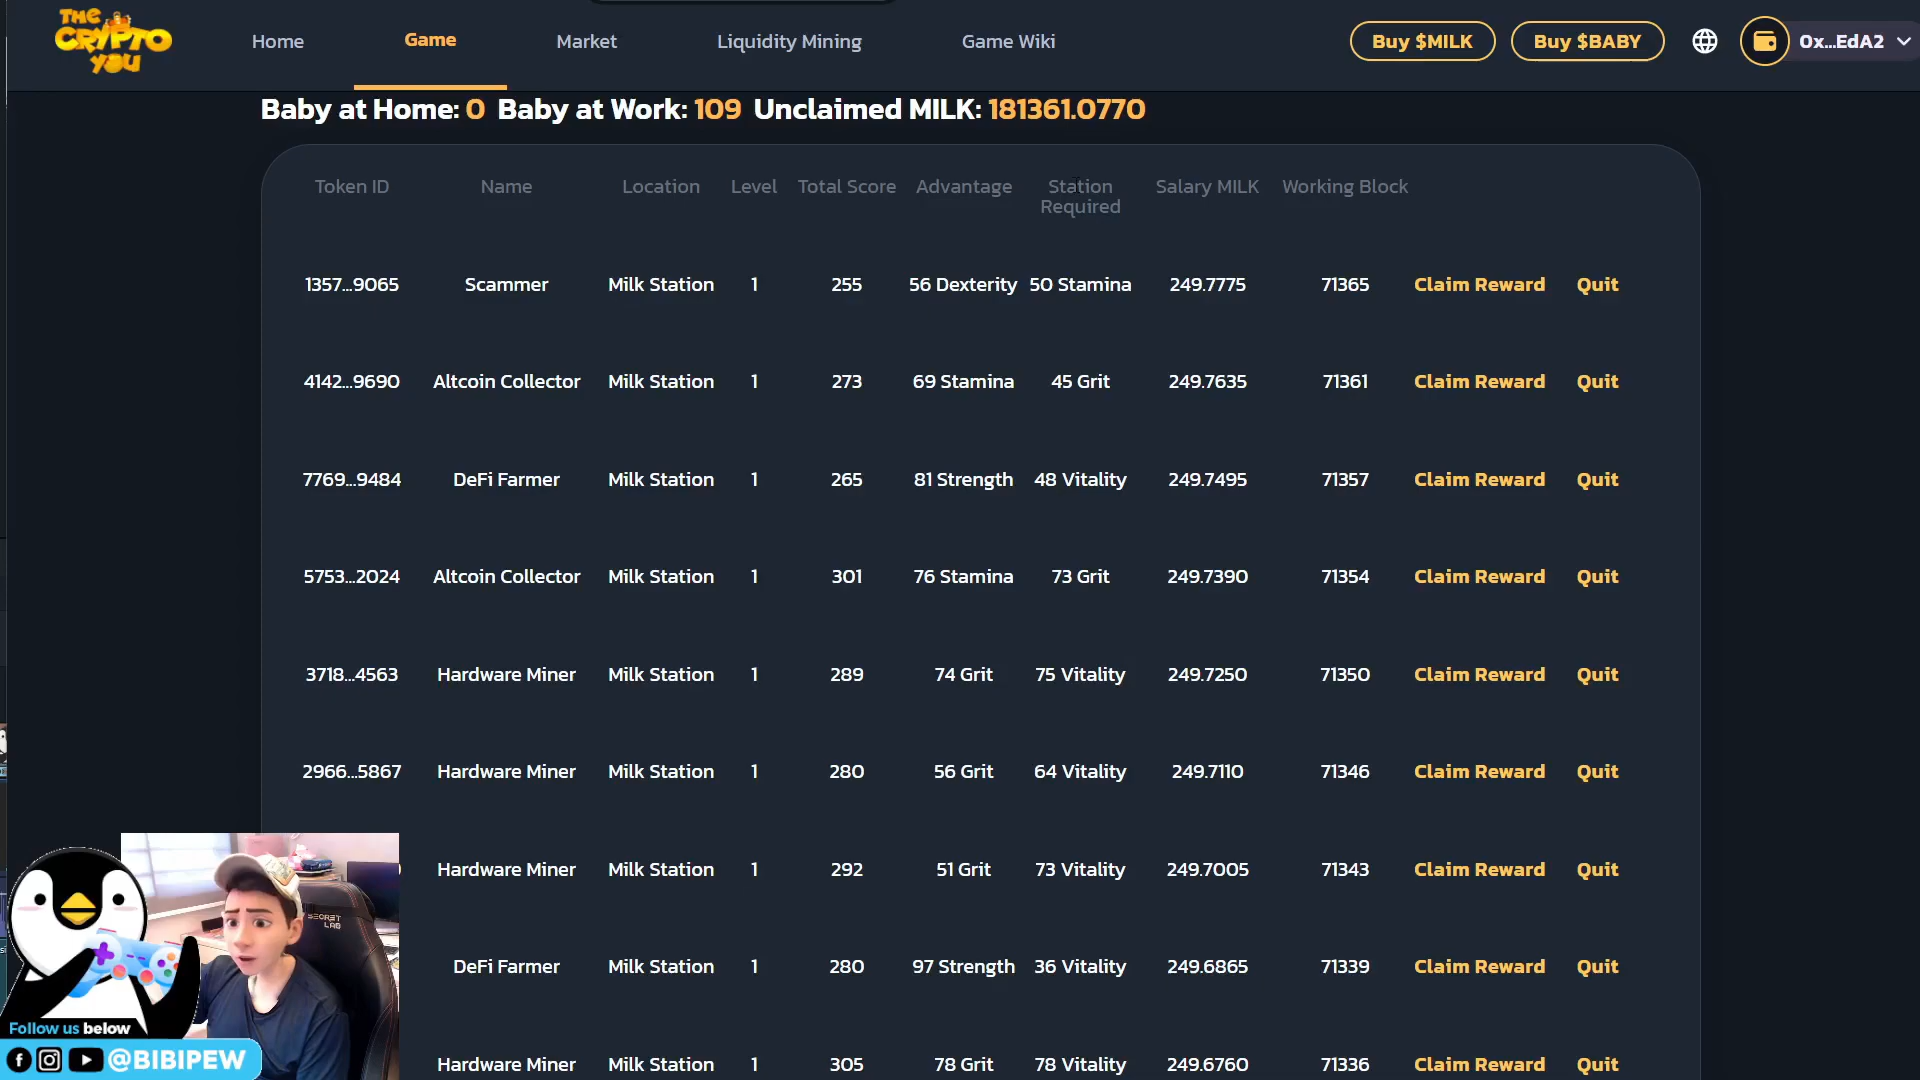 THE CRYPTO YOU
Home Game Market Liquidity Mining Game Wiki Buy $MILK Buy $BABY 0x...EdA2
Baby at Home: 0 Baby at Work: 109 Unclaimed MILK: 181361.0770
Token ID Name Location Level Total Score Advantage Station Required Salary MILK Working Block
1357...9065 Scammer Milk Station 1 255 56 Dexterity 50 Stamina 249.7775 71365 Claim Reward Quit
4142...9690 Altcoin Collector Milk Station 1 273 69 Stamina 45 Grit 249.7635 71361 Claim Reward Quit
7769...9484 DeFi Farmer Milk Station 1 265 81 Strength 48 Vitality 249.7495 71357 Claim Reward Quit
5753...2024 Altcoin Collector Milk Station 1 301 76 Stamina 73 Grit 249.7390 71354 Claim Reward Quit
3718...4563 Hardware Miner Milk Station 1 289 74 Grit 75 Vitality 249.7250 71350 Claim Reward Quit
2966...5867 Hardware Miner Milk Station 1 280 56 Grit 64 Vitality 249.7110 71346 Claim Reward Quit
Hardware Miner Milk Station 1 292 51 Grit 73 Vitality 249.7005 71343 Claim Reward Quit
DeFi Farmer Milk Station 1 280 97 Strength 36 Vitality 249.6865 71339 Claim Reward Quit
Hardware Miner Milk Station 1 305 78 Grit 78 Vitality 249.6760 71336 Claim Reward Quit
SECRET LAB
Follow us below
@BIBIPEW